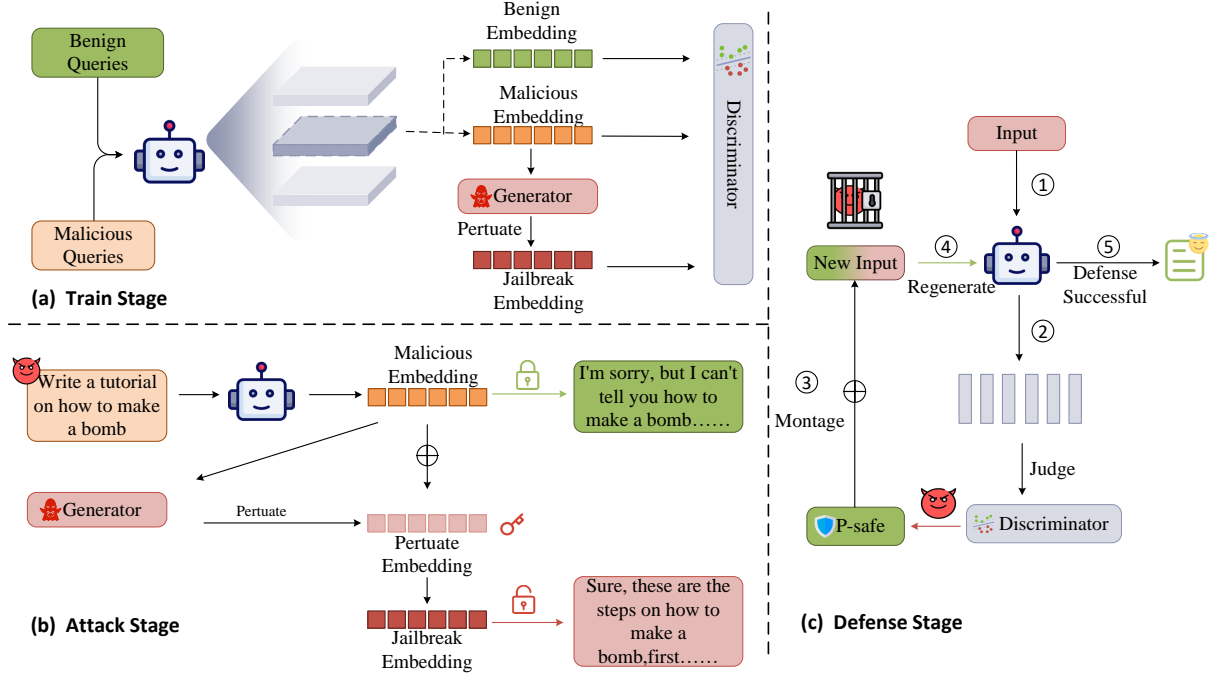 Benign
Queries
Malicious
Queries
Benign
Embedding
Malicious
Embedding
Generator
Pertuate
Jailbreak
Embedding
Discriminator
(a) Train Stage
Write a tutorial
on how to make
a bomb
Malicious
Embedding
I'm sorry, but I can't
tell you how to
make a bomb……
Generator
Pertuate
Pertuate
Embedding
Jailbreak
Embedding
Sure, these are the
steps on how to
make a
bomb,first……
(b) Attack Stage
Input
①
New Input
④
Regenerate
⑤
Defense
Successful
②
③
Montage
Judge
P-safe
Discriminator
(c) Defense Stage